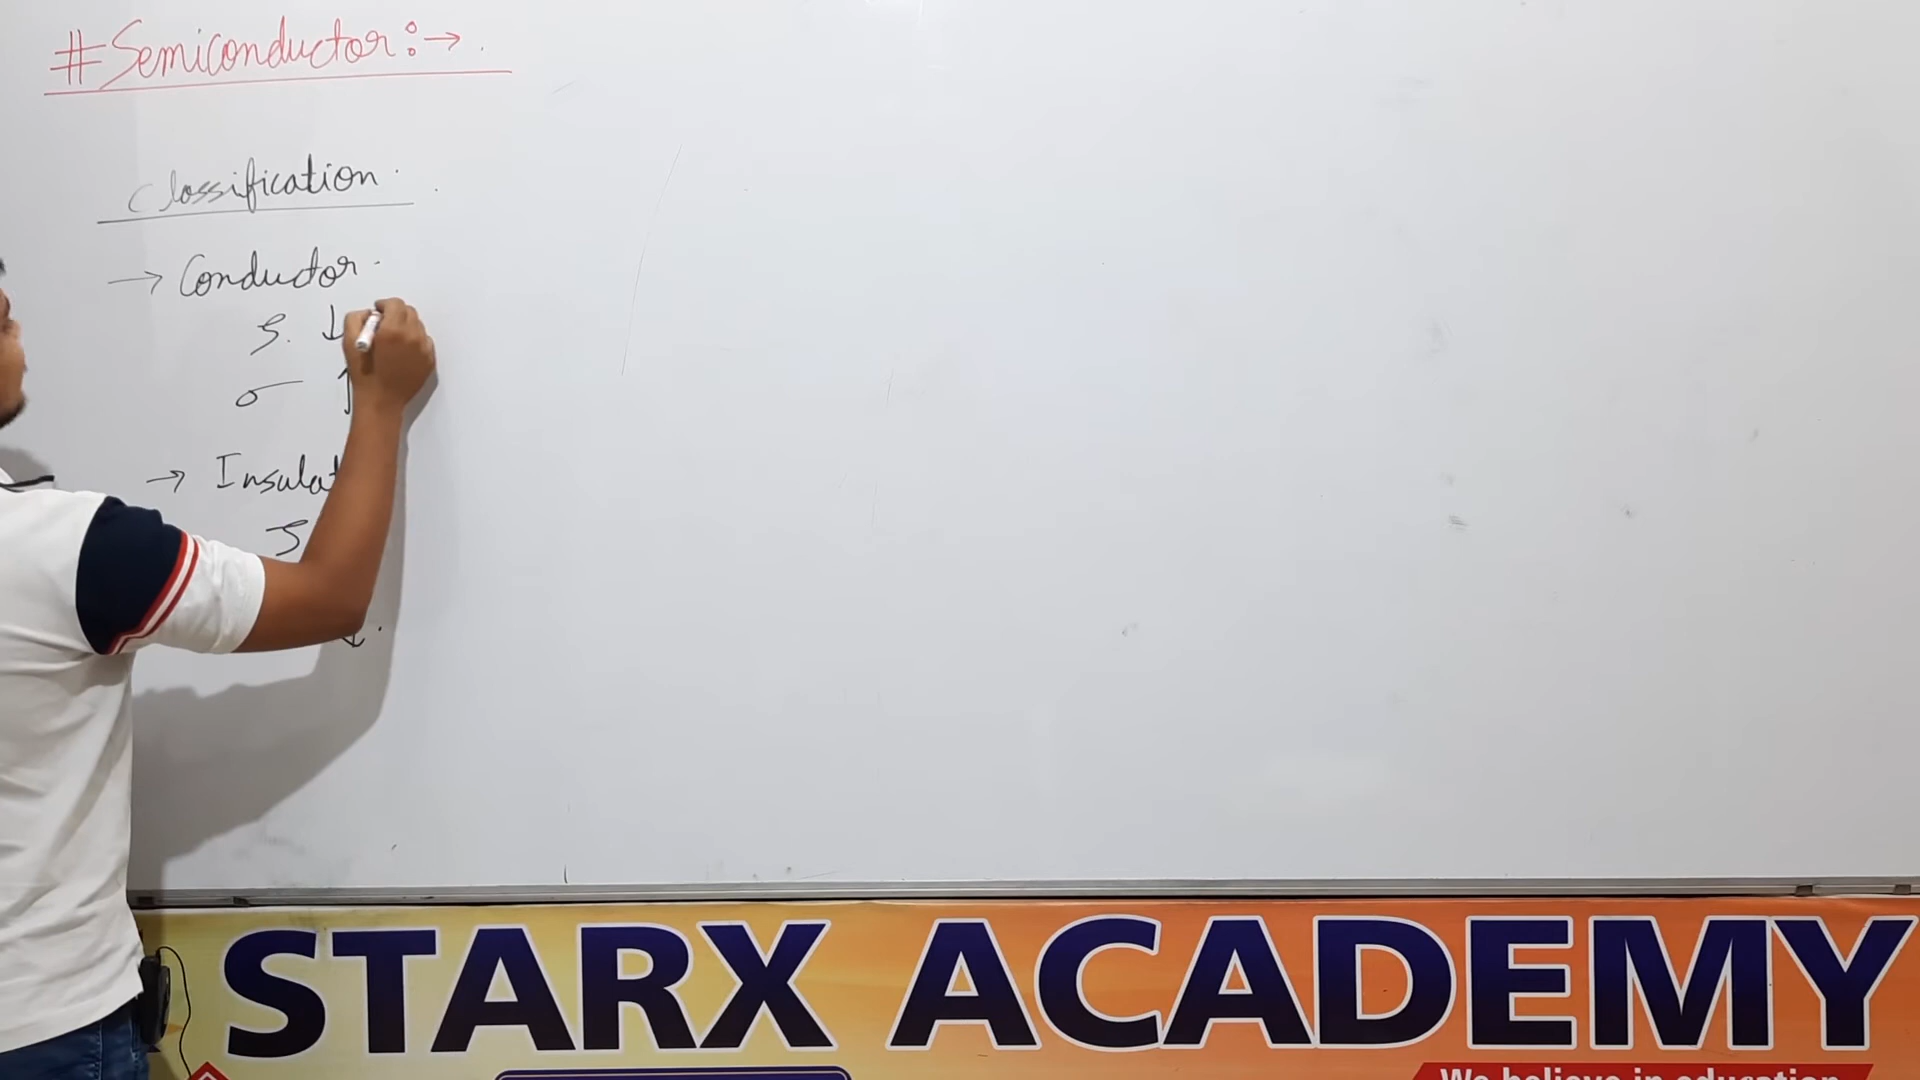 #Semiconductor:→
Classification
→ Conductor
ρ ↓
σ ↑
→ Insulat
ρ
↓
STARX ACADEMY
We believe in education